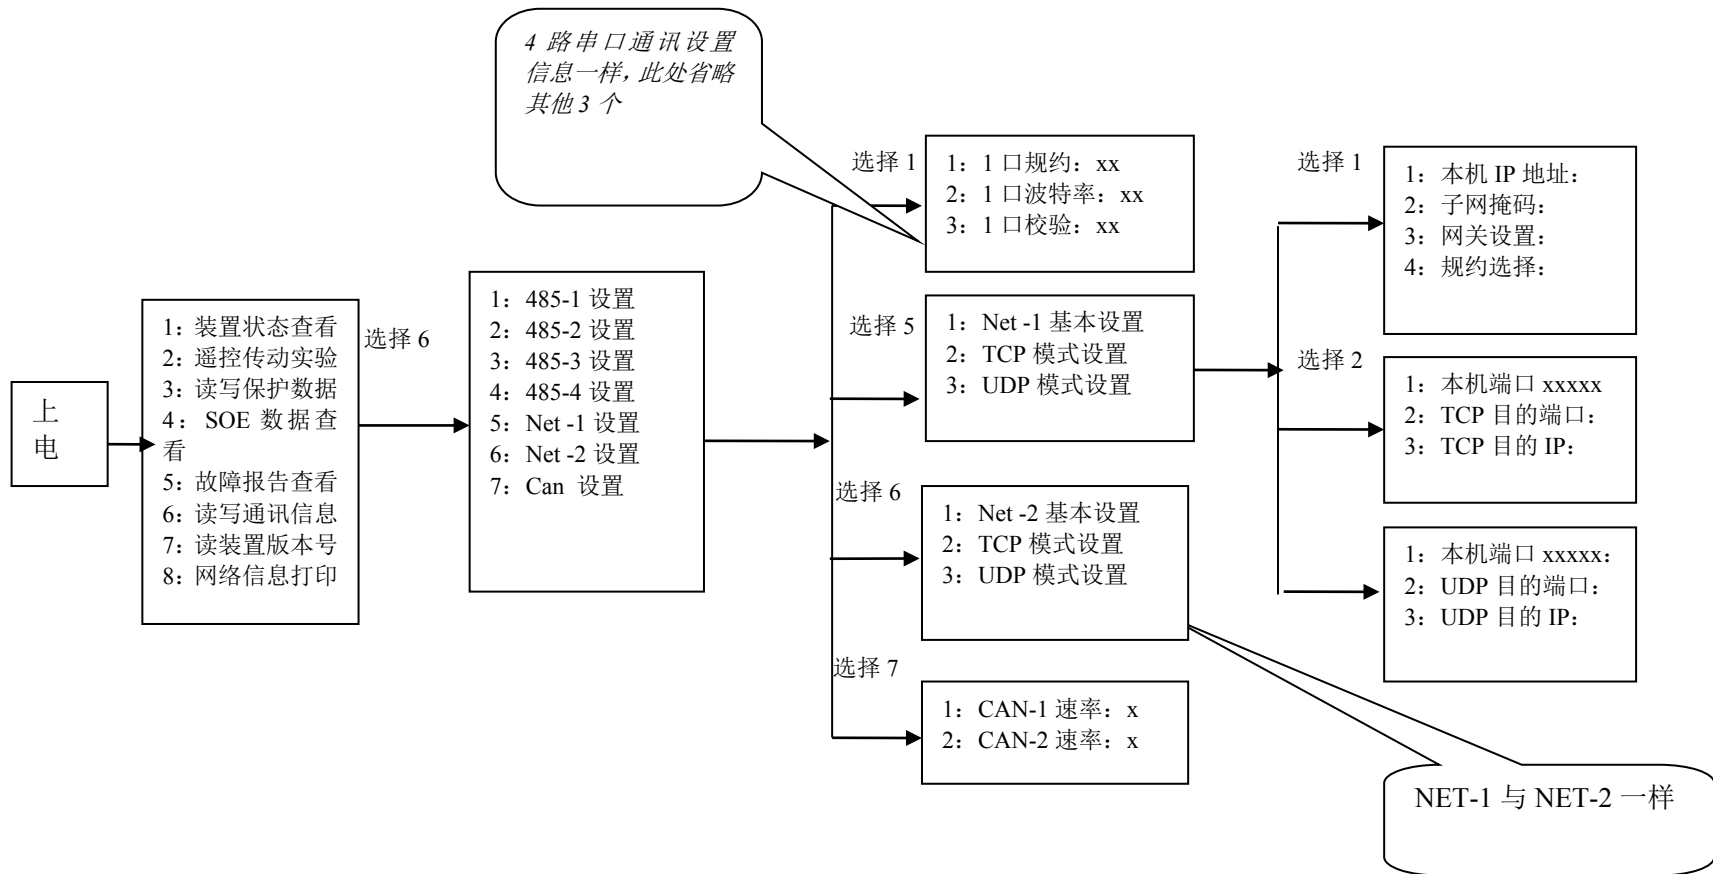 4 路串口通讯设置
信息一样，此处省略
其他 3 个
上
电
1：装置状态查看
2：遥控传动实验
3：读写保护数据
4： SOE 数据查
看
5：故障报告查看
6：读写通讯信息
7：读装置版本号
8：网络信息打印
选择 6
1：485-1 设置
2：485-2 设置
3：485-3 设置
4：485-4 设置
5：Net -1 设置
6：Net -2 设置
7：Can 设置
选择 1
1：1 口规约：xx
2：1 口波特率：xx
3：1 口校验：xx
选择 5
1：Net -1 基本设置
2：TCP 模式设置
3：UDP 模式设置
选择 6
1：Net -2 基本设置
2：TCP 模式设置
3：UDP 模式设置
选择 7
1：CAN-1 速率：x
2：CAN-2 速率：x
选择 1
1：本机 IP 地址：
2：子网掩码：
3：网关设置：
4：规约选择：
选择 2
1：本机端口 xxxxx
2：TCP 目的端口：
3：TCP 目的 IP：
1：本机端口 xxxxx：
2：UDP 目的端口：
3：UDP 目的 IP：
NET-1 与 NET-2 一样